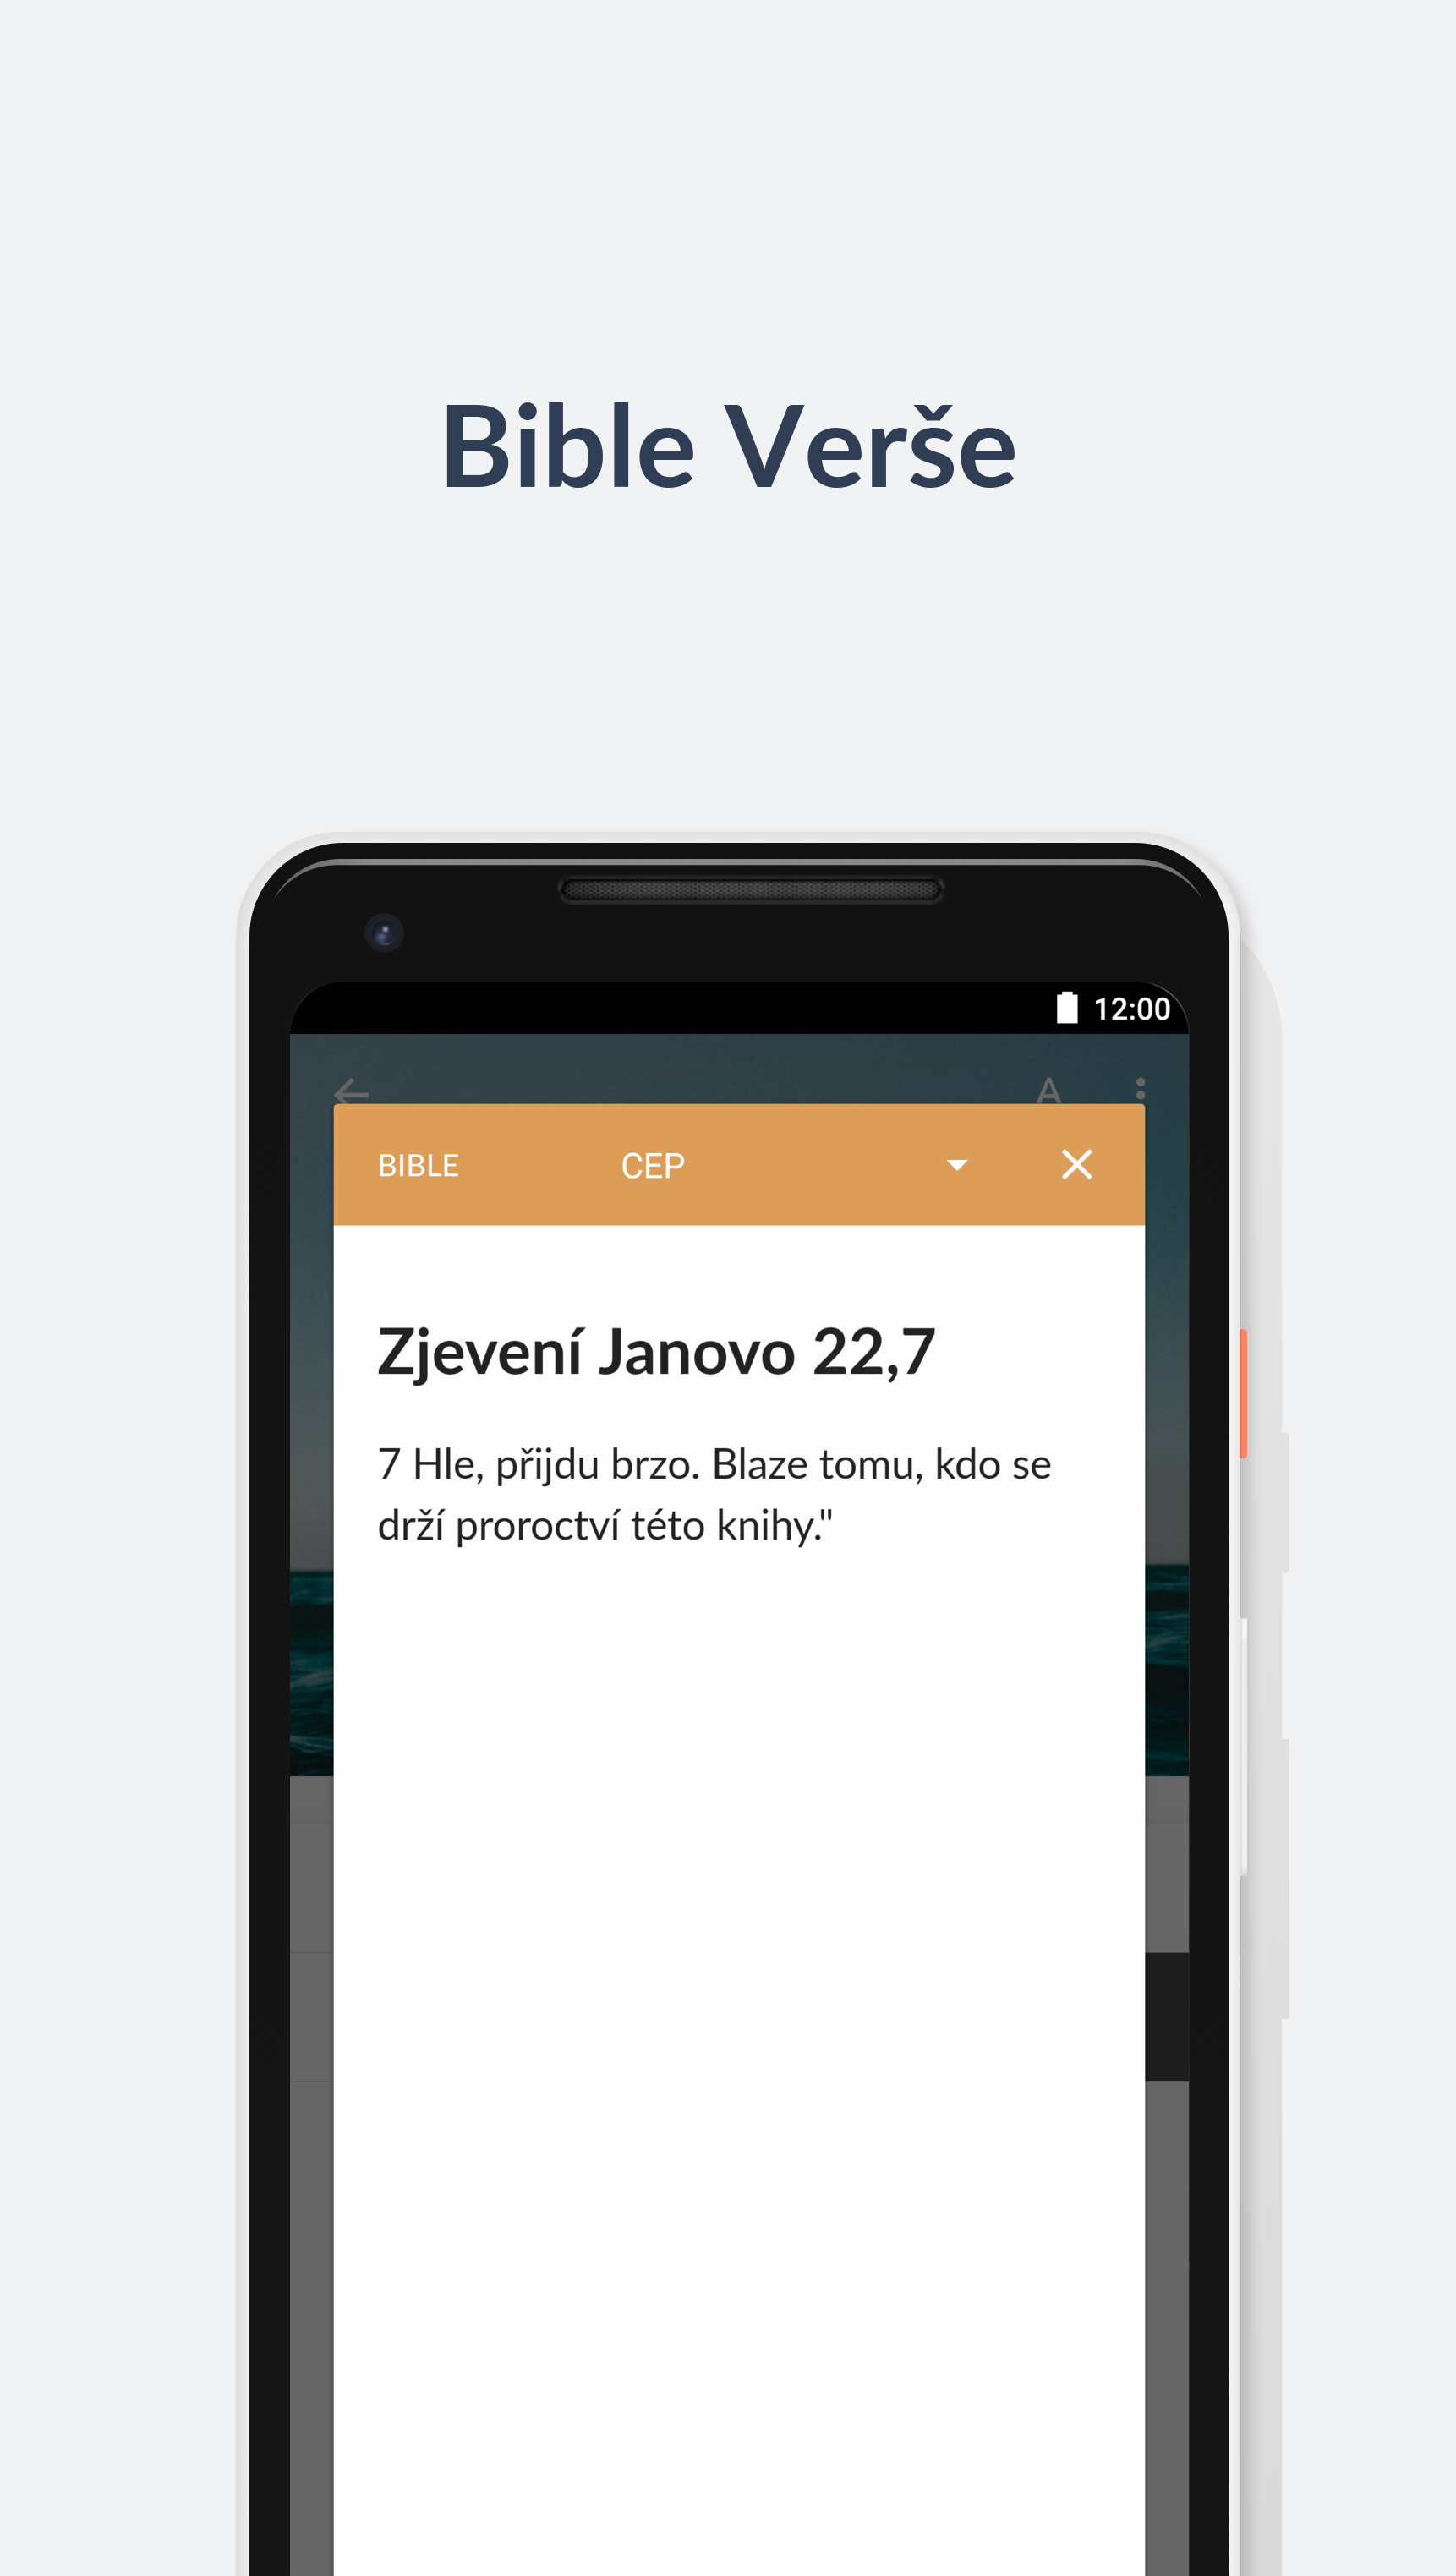 Bible Verše
12:00
A
BIBLE CEP
Zjevení Janovo 22,7
7 Hle, přijdu brzo. Blaze tomu, kdo se
drží proroctví této knihy."